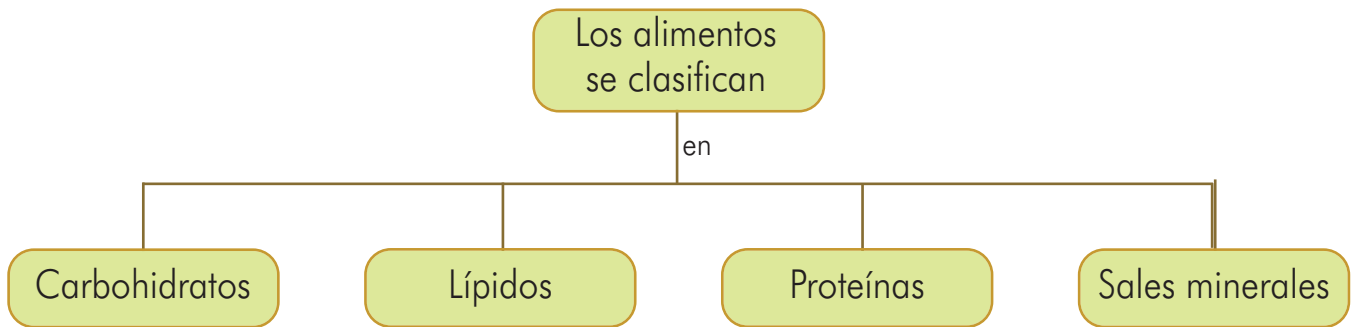 Los alimentos
se clasifican
en
Carbohidratos
Lípidos
Proteínas
Sales minerales